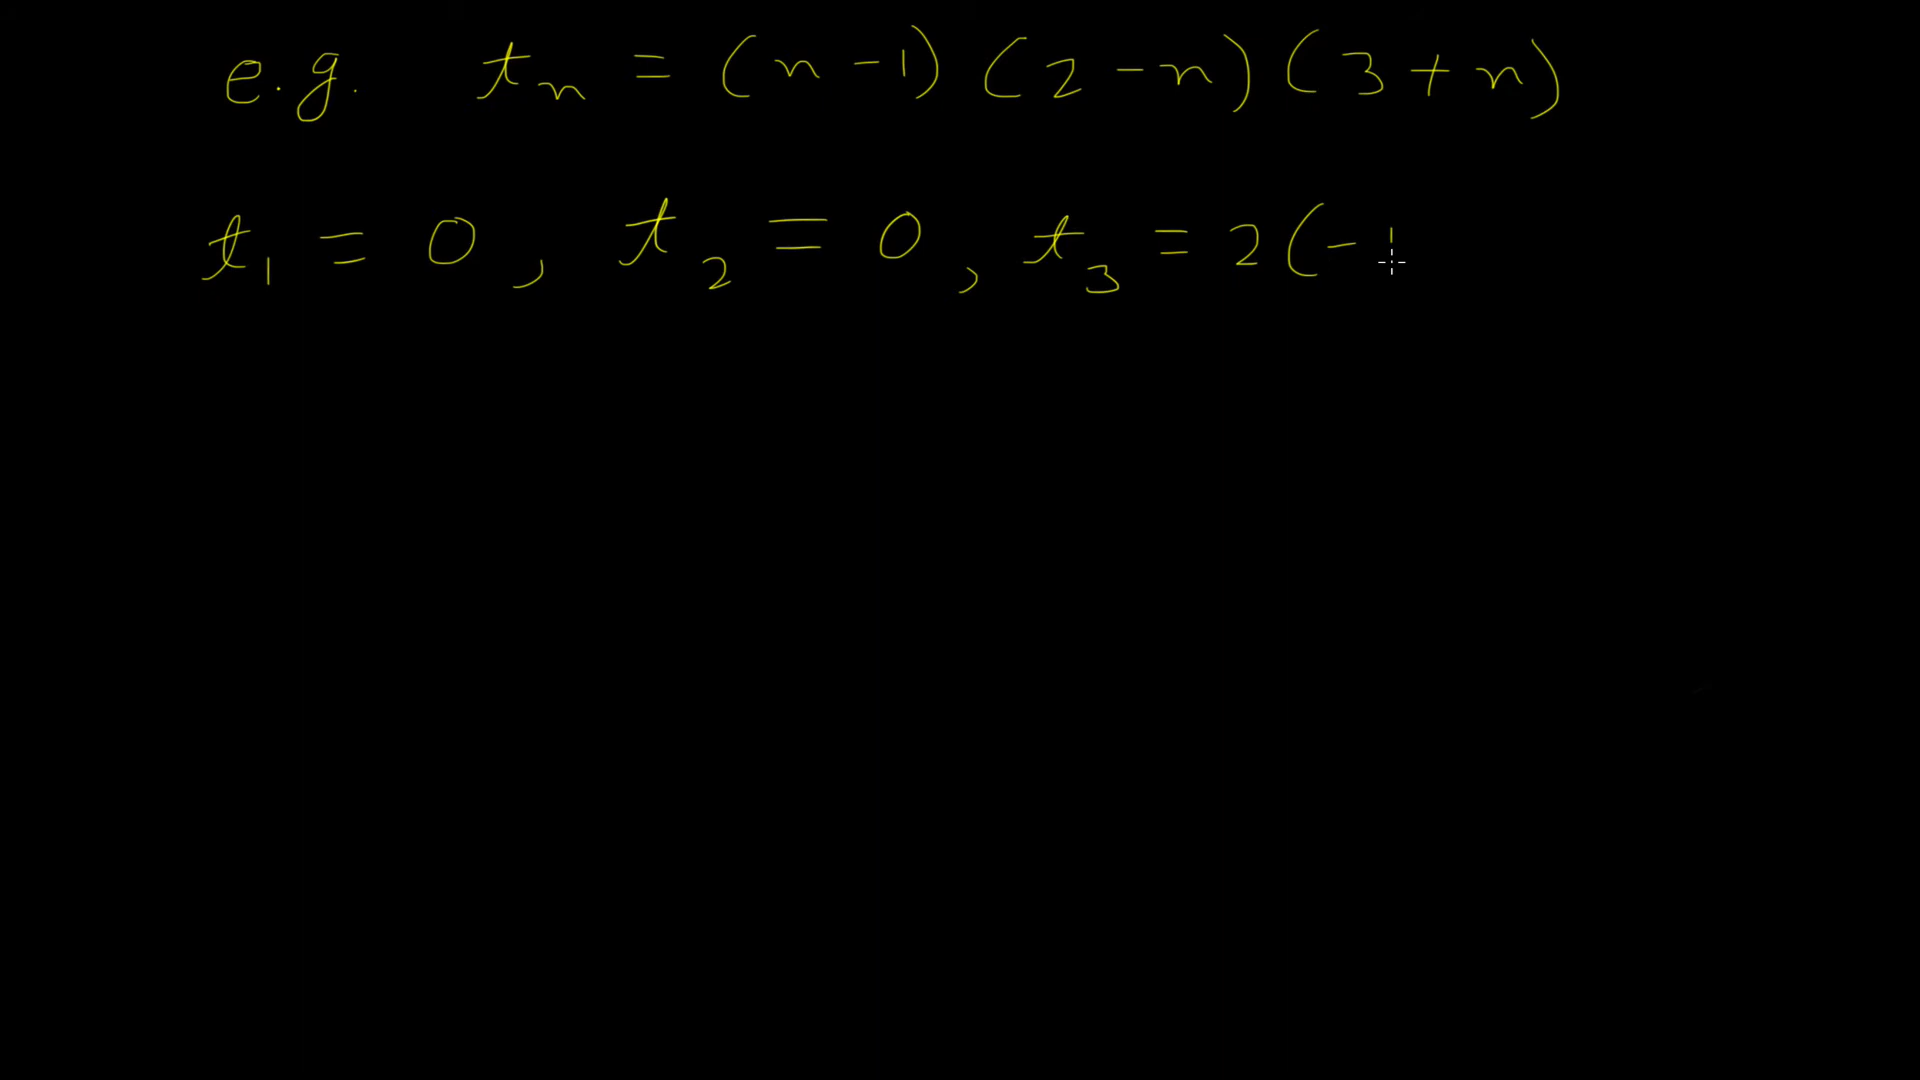 e.g. tₙ = (n - 1) (2 - n) (3 + n)
t₁ = 0 , t₂ = 0 , t₃ = 2 ( - 1